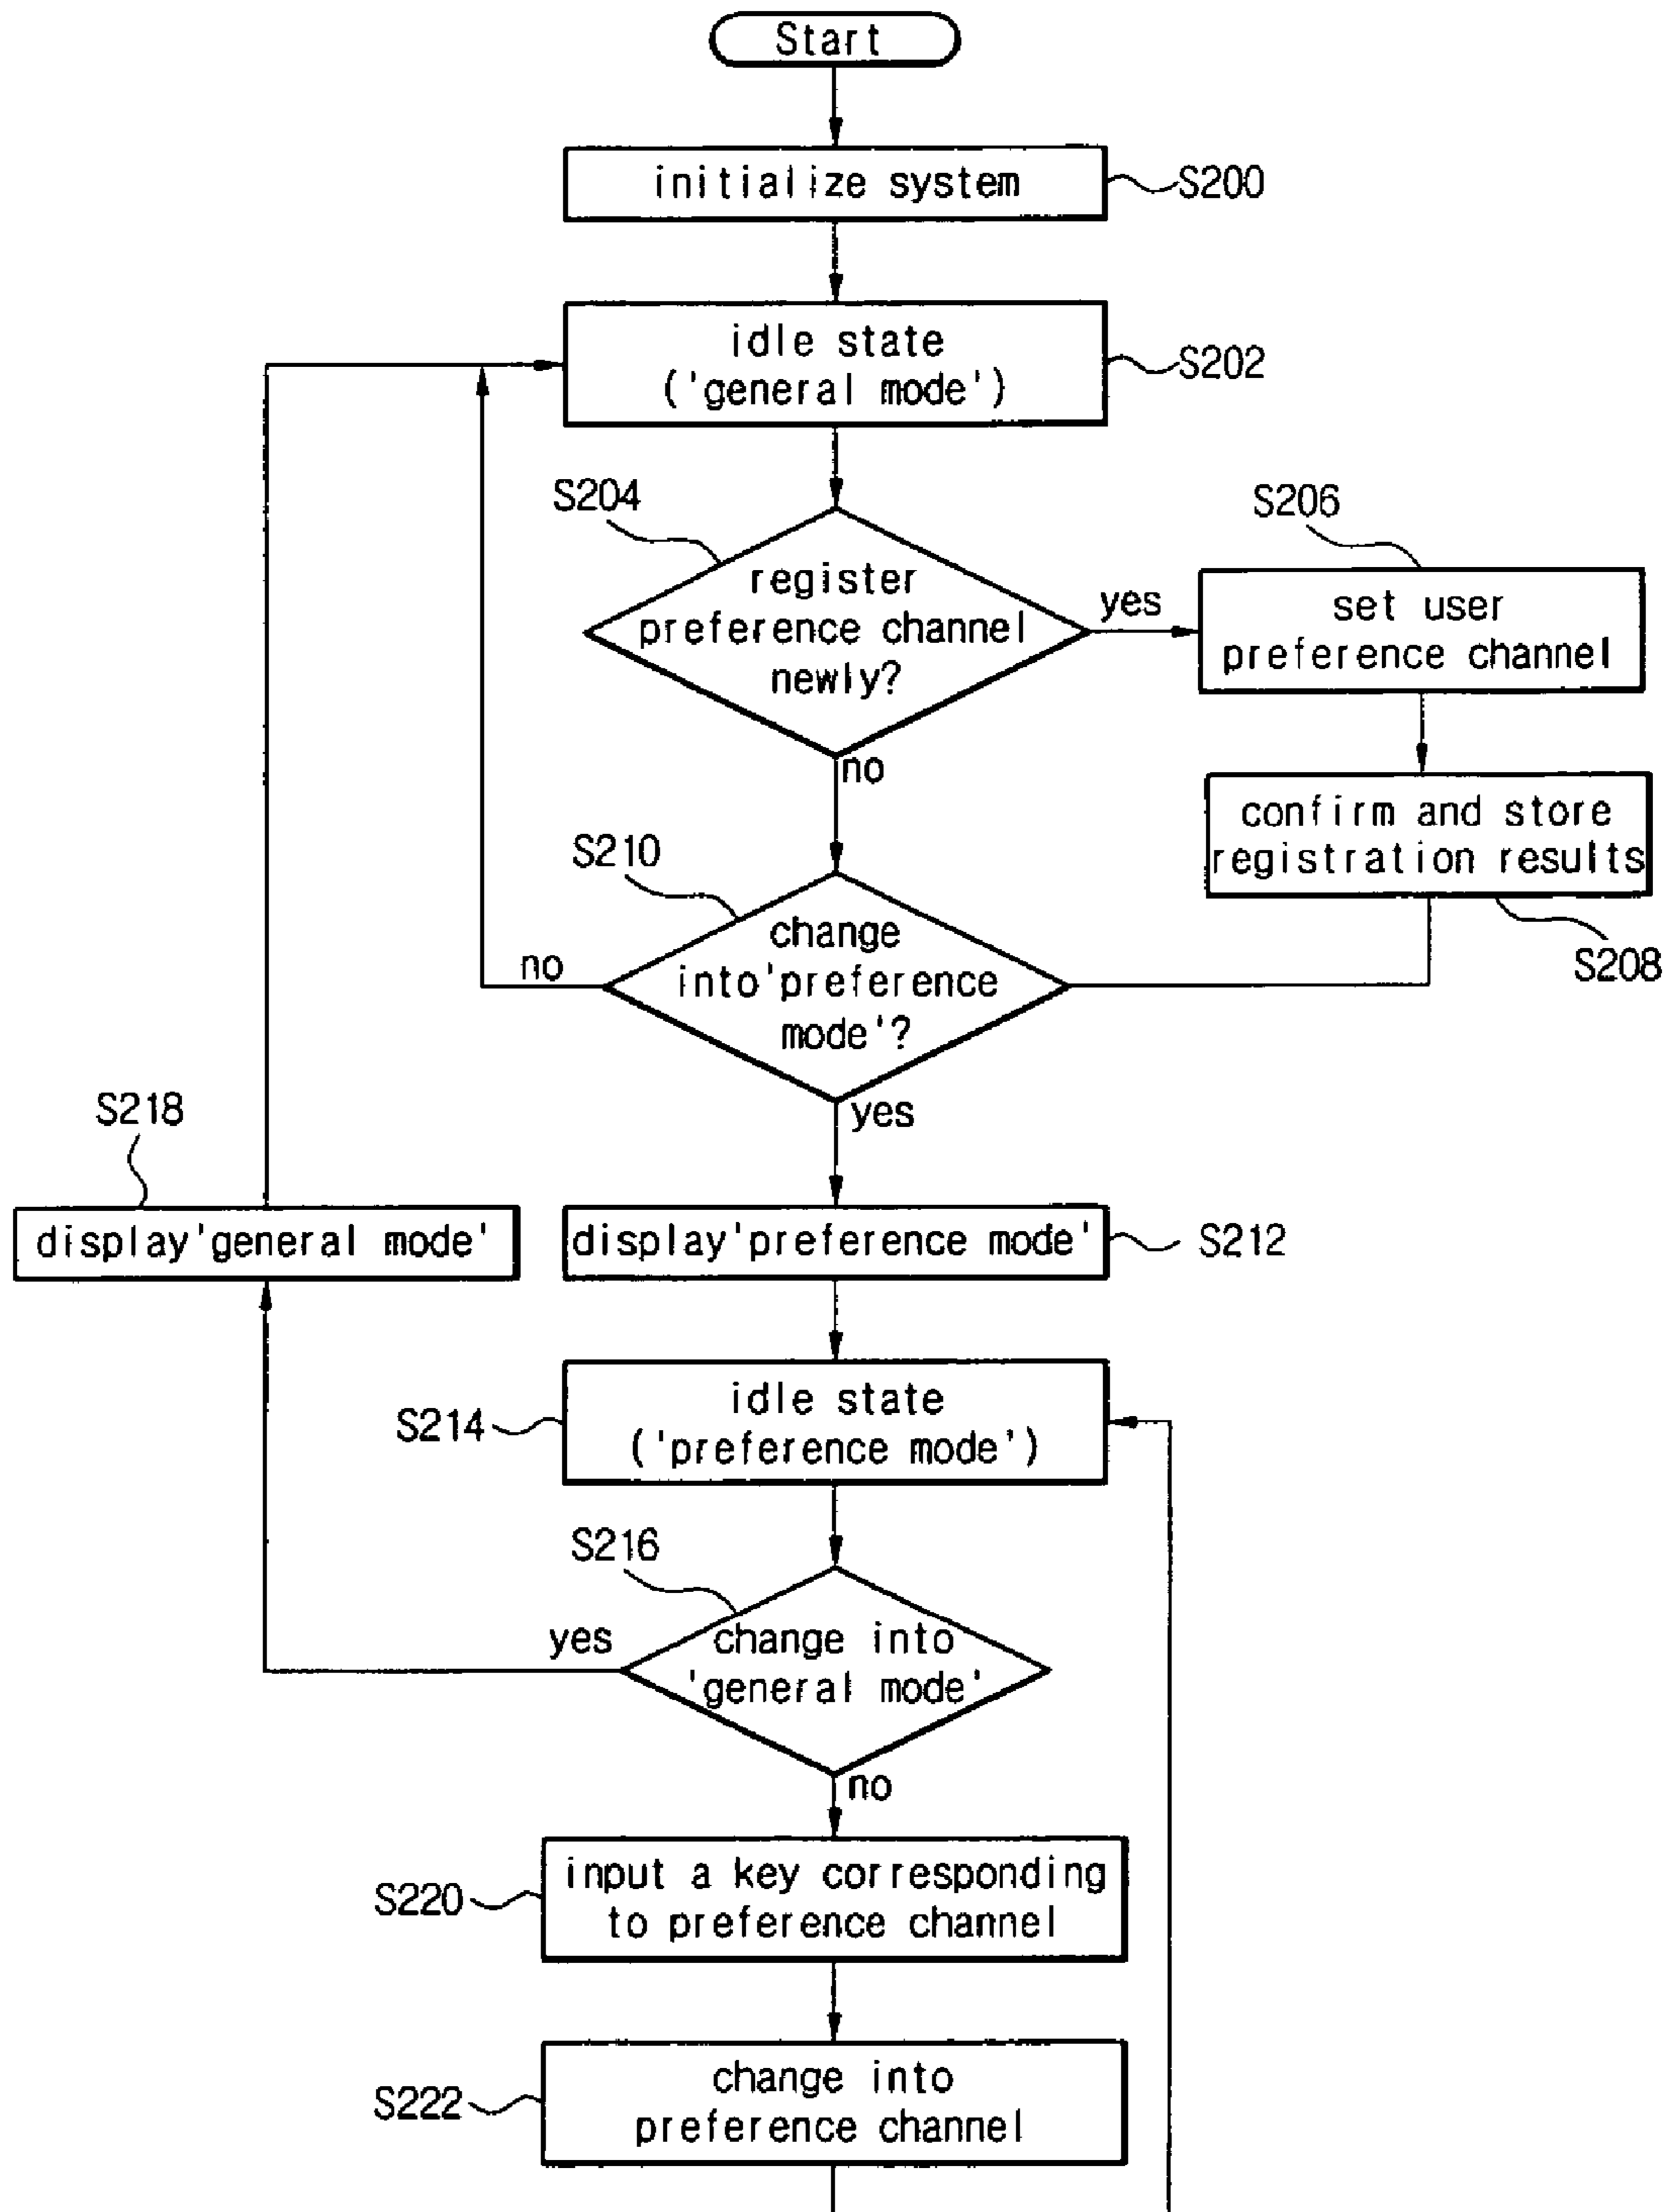 Start
initialize system
S200
idle state
('general mode')
S202
S204
register
preference channel
newly?
yes
no
S206
set user
preference channel
confirm and store
registration results
S208
S210
change
into'preference
mode'?
no
yes
S218
display'general mode'
display'preference mode'
S212
S214
idle state
('preference mode')
S216
change into
'general mode'
yes
no
S220
input a key corresponding
to preference channel
S222
change into
preference channel